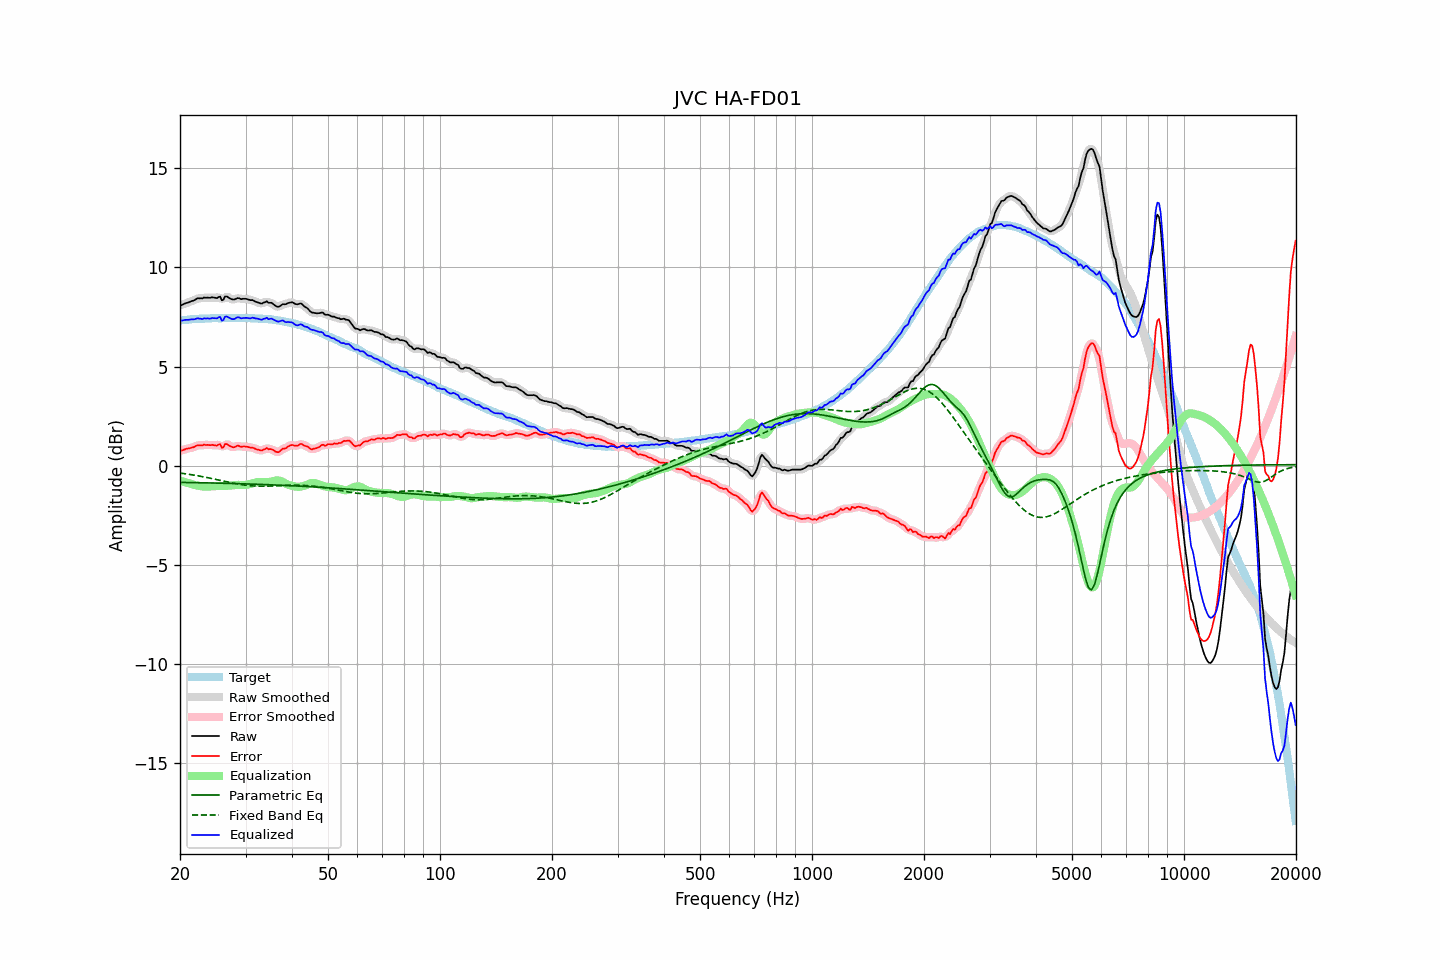 JVC HA-FD01
Amplitude (dBr)
15
10
5
0
−5
−10
−15
Target
Raw Smoothed
Error Smoothed
Raw
Error
Equalization
Parametric Eq
Fixed Band Eq
Equalized
20 50 100 200 500 1000 2000 5000 10000 20000
Frequency (Hz)